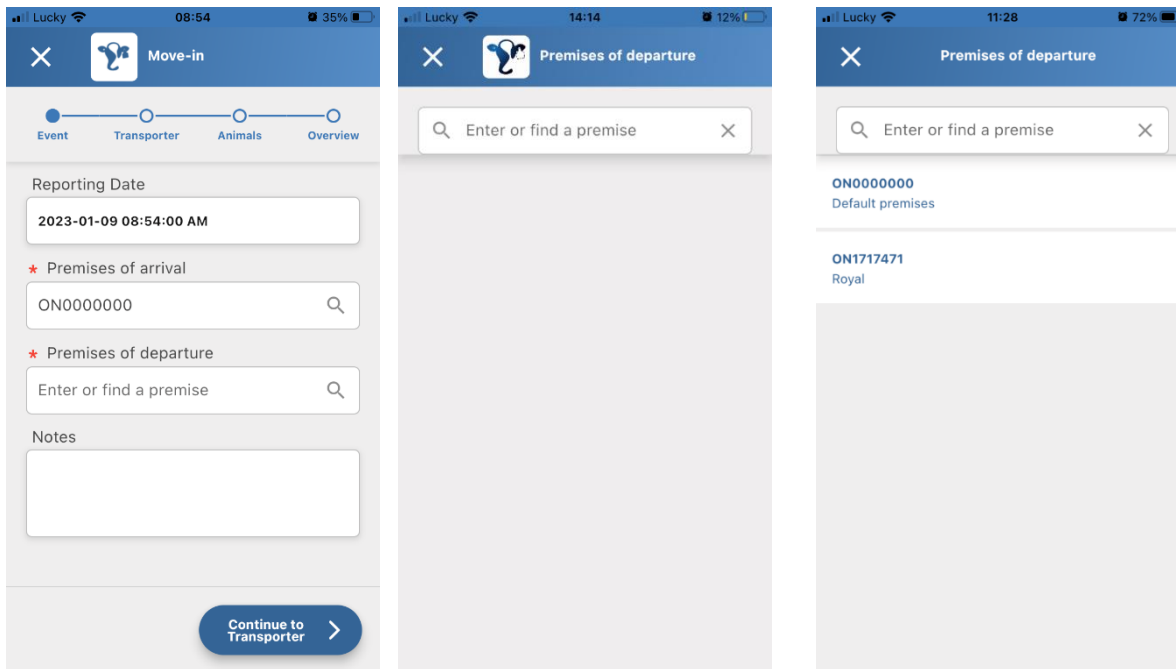 Lucky 08:54 35%
Move-in
Event Transporter Animals Overview
Reporting Date
2023-01-09 08:54:00 AM
* Premises of arrival
ON0000000
* Premises of departure
Enter or find a premise
Notes
Continue to
Transporter
Lucky 14:14 12%
Premises of departure
Enter or find a premise
Lucky 11:28 72%
Premises of departure
Enter or find a premise
ON0000000
Default premises
ON1717471
Royal